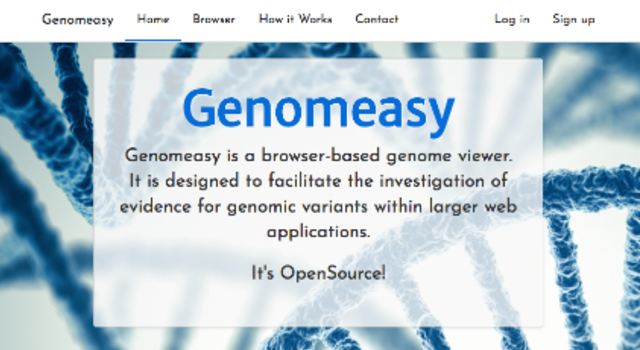 Genomeasy Home Browser How it Works Contact Log in Sign up
Genomeasy
Genomeasy is a browser-based genome viewer.
It is designed to facilitate the investigation of
evidence for genomic variants within larger web
applications.
It's OpenSource!